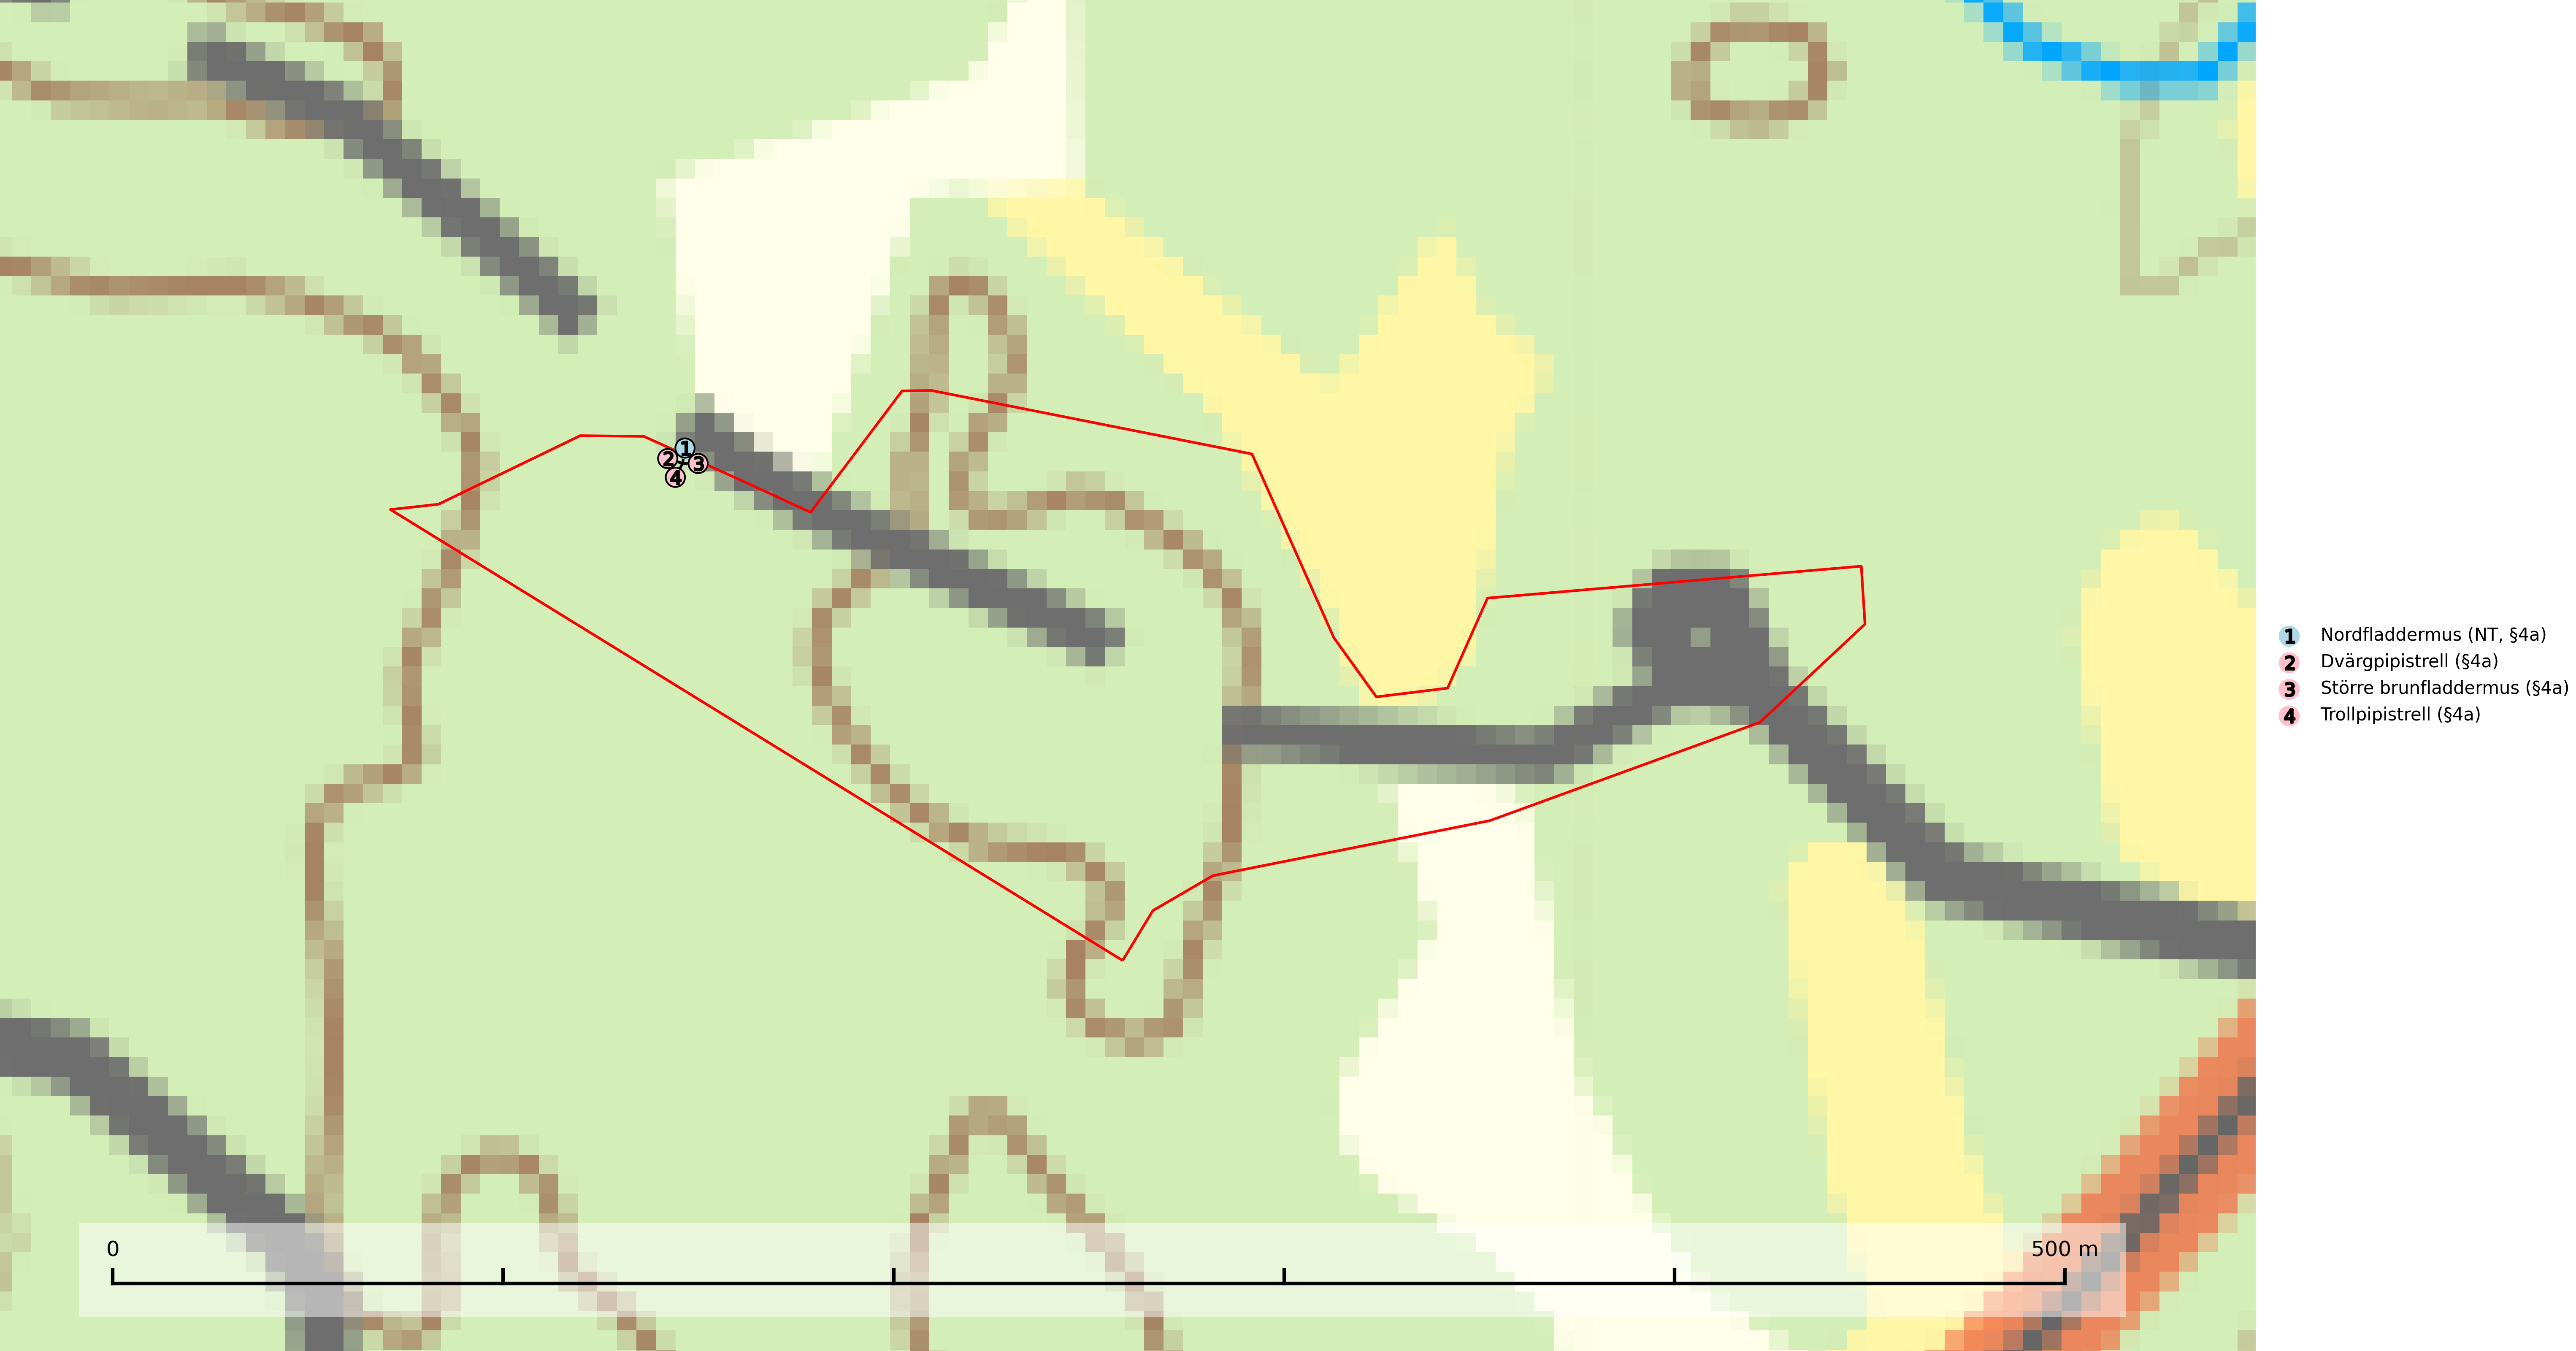 1
2
3
4
1 Nordfladdermus (NT, §4a)
2 Dvärgpipistrell (§4a)
3 Större brunfladdermus (§4a)
4 Trollpipistrell (§4a)
0 500 m